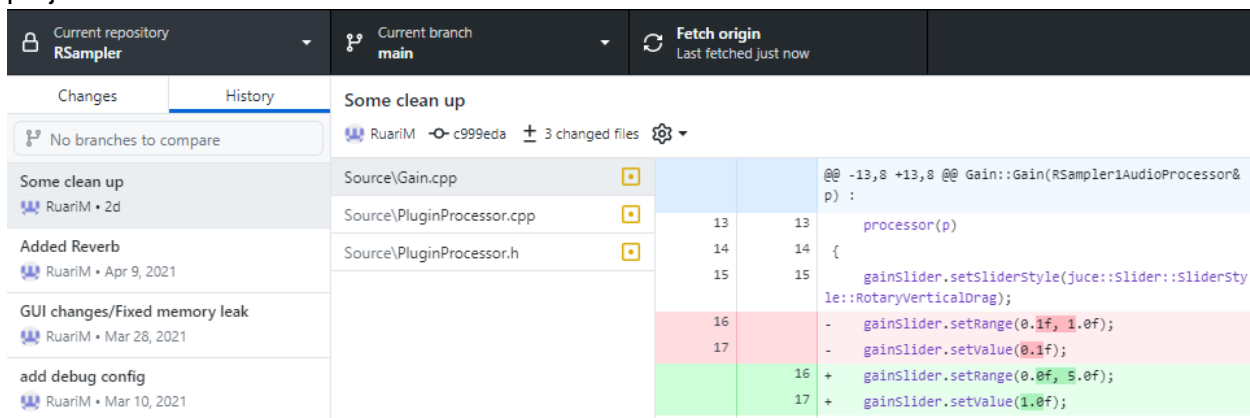 Current repository
RSampler
Current branch
main
Fetch origin
Last fetched just now
Changes
History
No branches to compare
Some clean up
RuariM • 2d
Added Reverb
RuariM • Apr 9, 2021
GUI changes/Fixed memory leak
RuariM • Mar 28, 2021
add debug config
RuariM • Mar 10, 2021
Some clean up
RuariM c999eda ± 3 changed files
Source\Gain.cpp
Source\PluginProcessor.cpp
Source\PluginProcessor.h
@@ -13,8 +13,8 @@ Gain::Gain(RSampler1AudioProcessor&
p) :
13 13 processor(p)
14 14 {
15 15 gainSlider.setSliderStyle(juce::Slider::SliderSty
le::RotaryVerticalDrag);
16 - gainSlider.setRange(0.1f, 1.0f);
17 - gainSlider.setValue(0.1f);
16 + gainSlider.setRange(0.0f, 5.0f);
17 + gainSlider.setValue(1.0f);